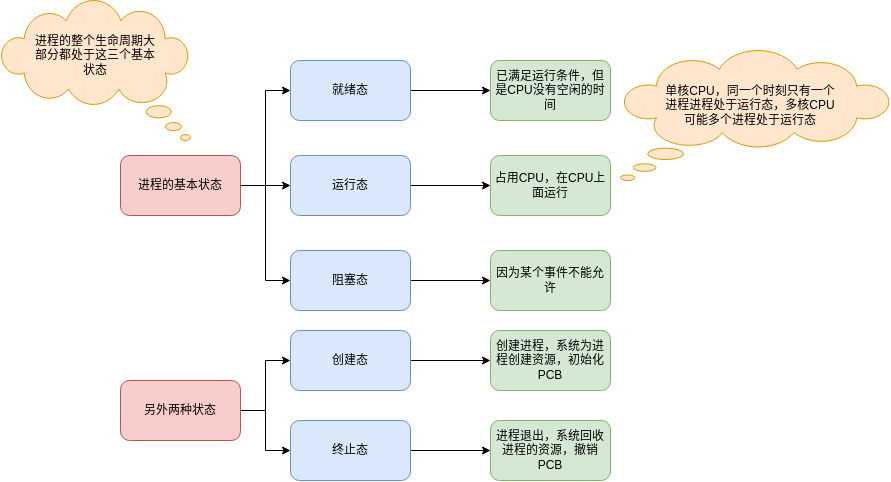 进程的整个生命周期大
部分都处于这三个基本
状态
就绪态
已满足运行条件，但
是CPU没有空闲的时
间
单核CPU，同一个时刻只有一个
进程进程处于运行态，多核CPU
可能多个进程处于运行态
进程的基本状态
运行态
占用CPU，在CPU上
面运行
阻塞态
因为某个事件不能允
许
创建态
创建进程，系统为进
程创建资源，初始化
PCB
另外两种状态
终止态
进程退出，系统回收
进程的资源，撤销
PCB